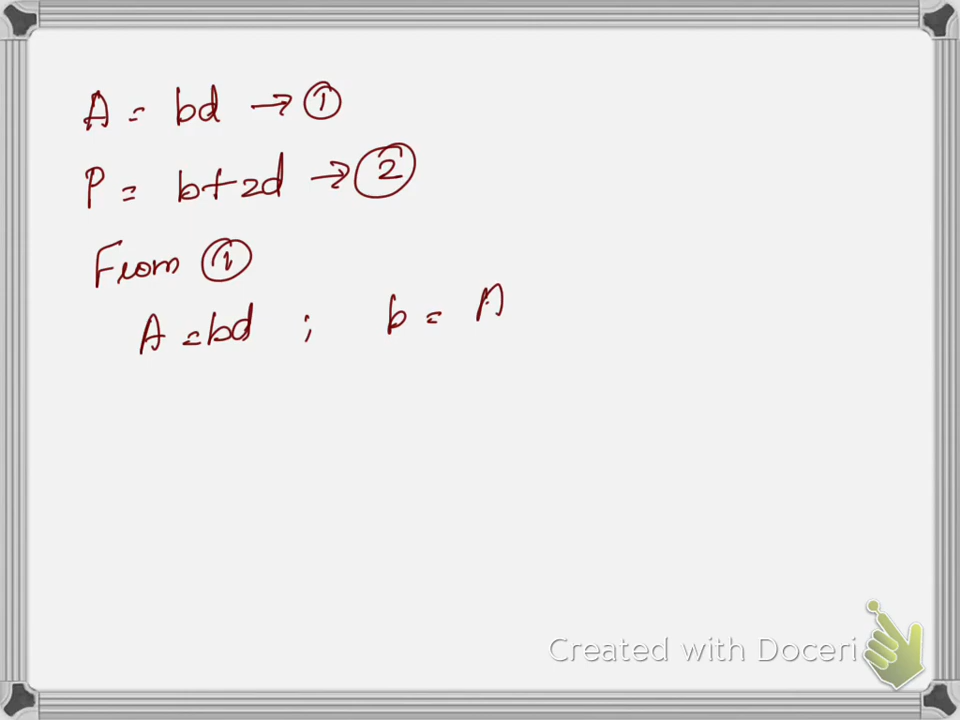 A = bd → ①
P = b+2d → ②
From ①
A = bd ; b = A
Created with Doceri